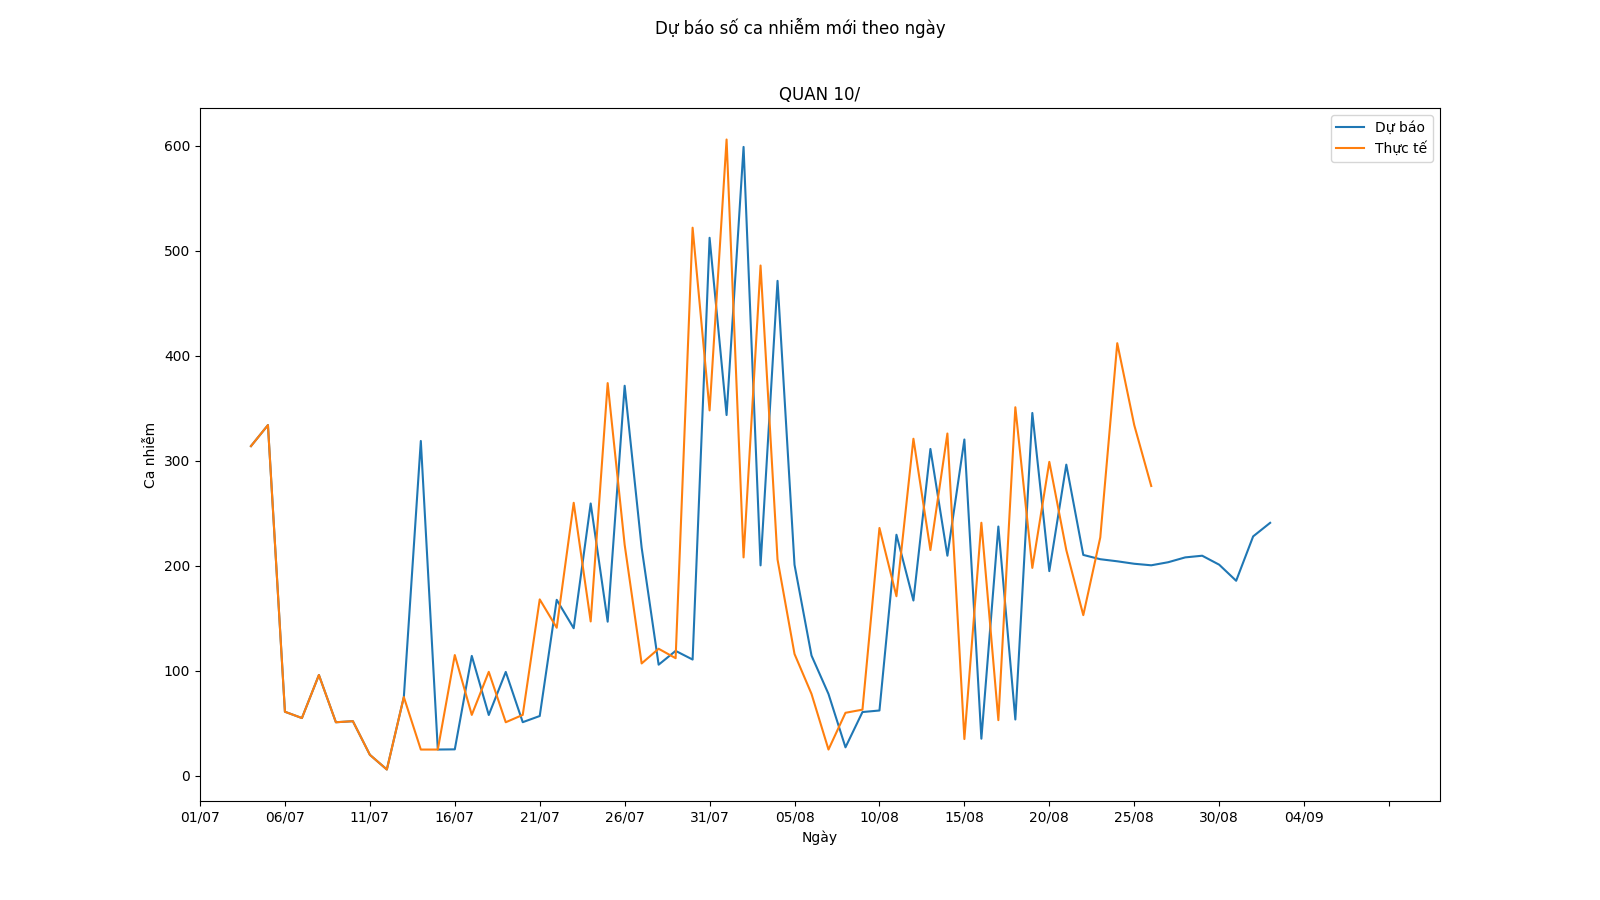 Dự báo số ca nhiễm mới theo ngày
QUAN 10/
Dự báo
Thực tế
600
500
400
300
200
100
0
Ca nhiễm
01/07 06/07 11/07 16/07 21/07 26/07 31/07 05/08 10/08 15/08 20/08 25/08 30/08 04/09
Ngày